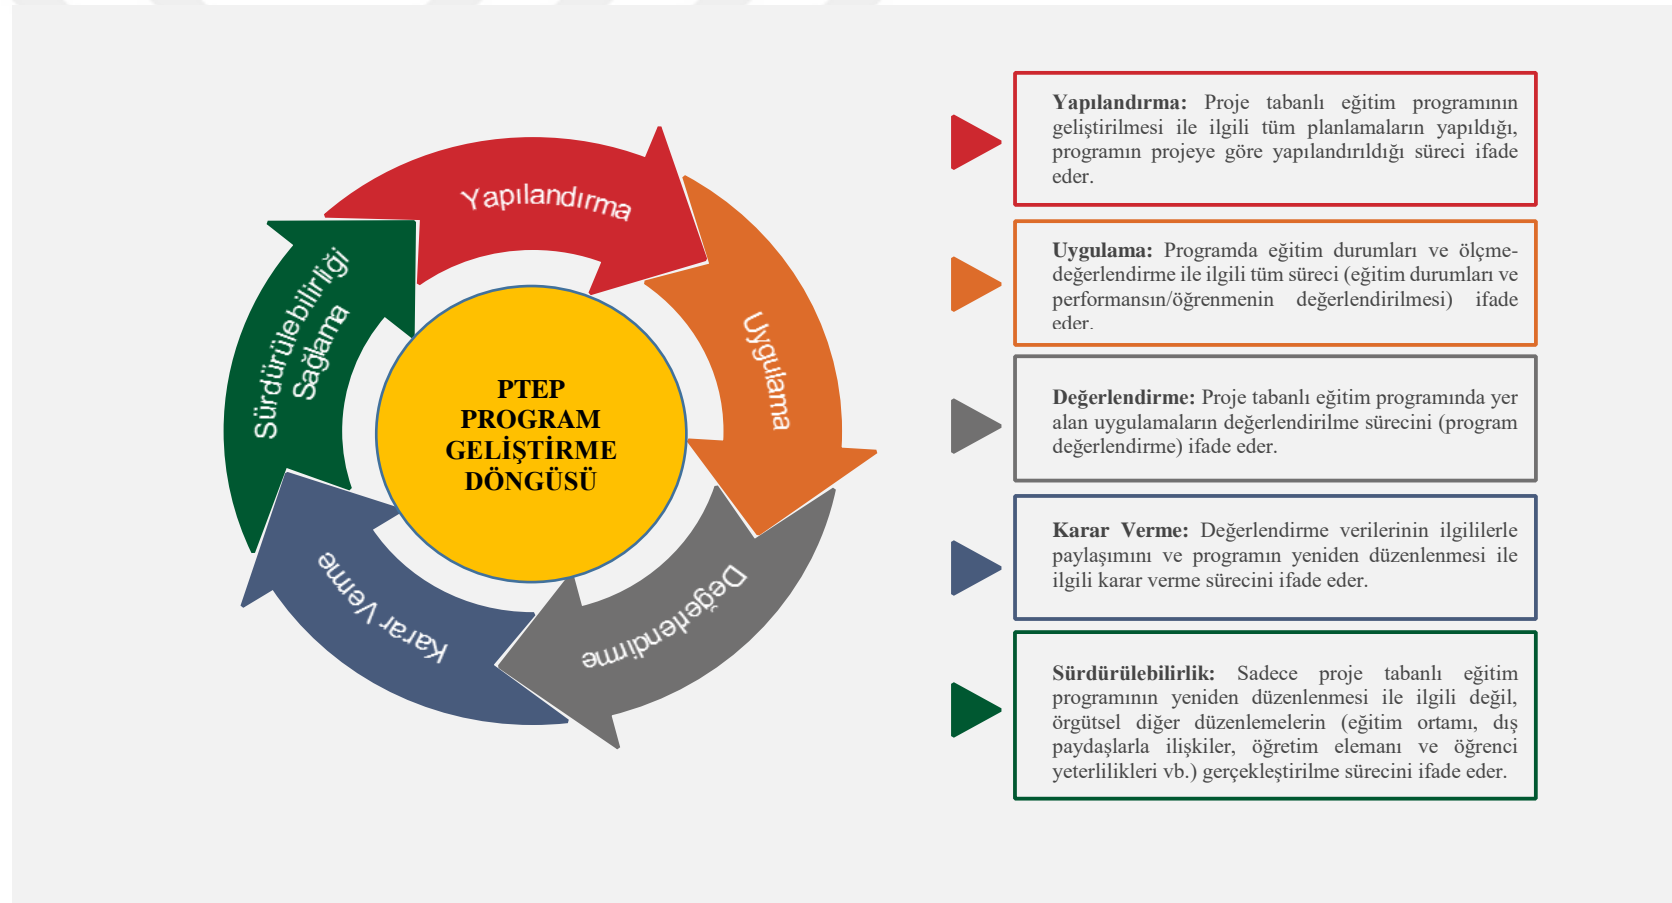 Yapılandırma
Uygulama
Değerlendirme
Karar Verme
Sürdürülebilirliği
Sağlama
PTEP
PROGRAM
GELİŞTİRME
DÖNGÜSÜ
Yapılandırma: Proje tabanlı eğitim programının
geliştirilmesi ile ilgili tüm planlamaların yapıldığı,
programın projeye göre yapılandırıldığı süreci ifade
eder.
Uygulama: Programda eğitim durumları ve ölçme-
değerlendirme ile ilgili tüm süreci (eğitim durumları ve
performansın/öğrenmenin değerlendirilmesi) ifade
eder.
Değerlendirme: Proje tabanlı eğitim programında yer
alan uygulamaların değerlendirilme sürecini (program
değerlendirme) ifade eder.
Karar Verme: Değerlendirme verilerinin ilgililerle
paylaşımını ve programın yeniden düzenlenmesi ile
ilgili karar verme sürecini ifade eder.
Sürdürülebilirlik: Sadece proje tabanlı eğitim
programının yeniden düzenlenmesi ile ilgili değil,
örgütsel diğer düzenlemelerin (eğitim ortamı, dış
paydaşlarla ilişkiler, öğretim elemanı ve öğrenci
yeterlilikleri vb.) gerçekleştirilme sürecini ifade eder.